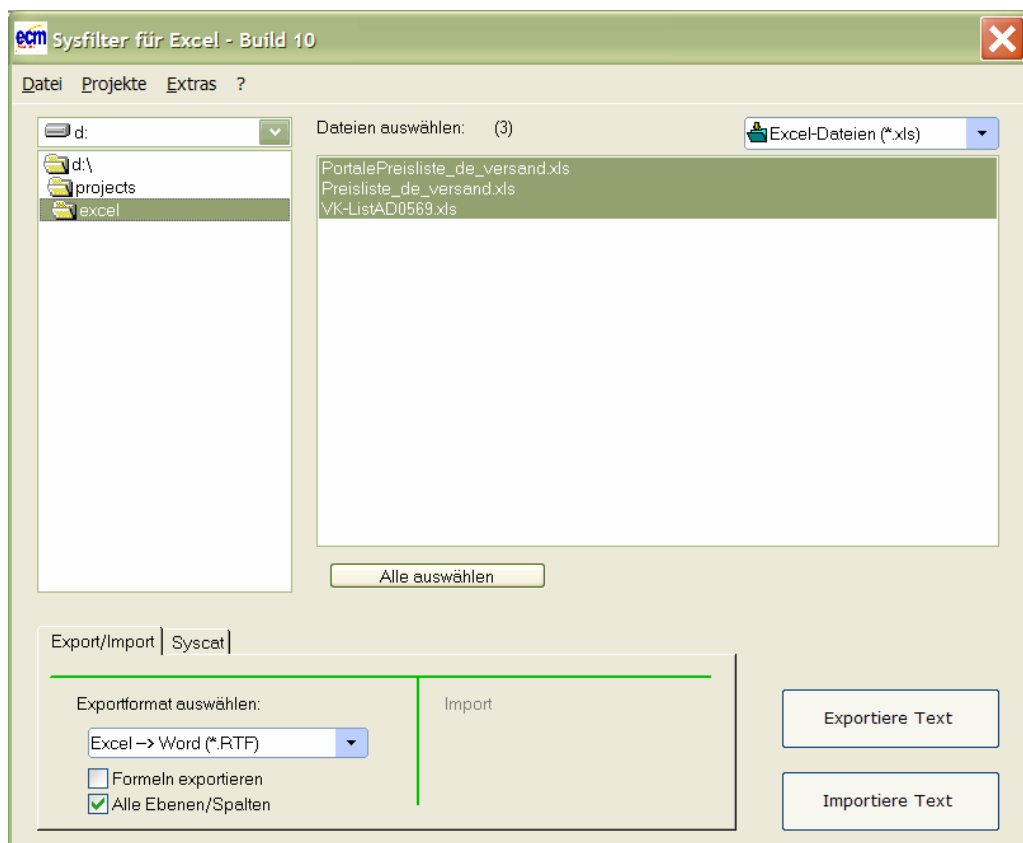 ecm Sysfilter für Excel - Build 10
Datei Projekte Extras ?
d:
Dateien auswählen: (3)
Excel-Dateien (*.xls)
d:\
projects
excel
PortalePreisliste_de_versand.xls
Preisliste_de_versand.xls
VK-ListAD0569.xls
Alle auswählen
Export/Import Syscat
Exportformat auswählen:
Import
Excel --> Word (*.RTF)
Formeln exportieren
Alle Ebenen/Spalten
Exportiere Text
Importiere Text